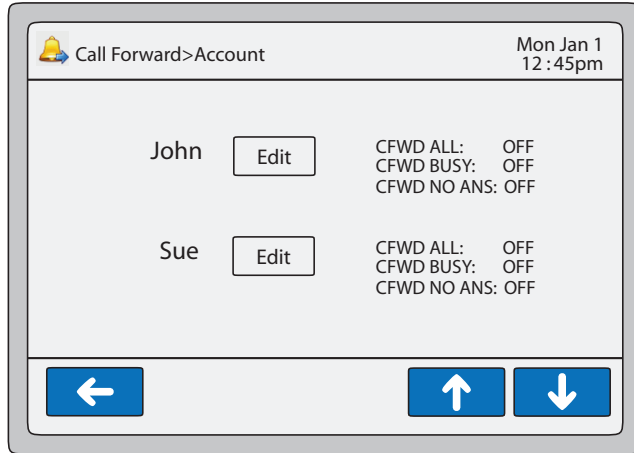 Call Forward>Account
Mon Jan 1
12 : 45pm
John
Edit
CFWD ALL: OFF
CFWD BUSY: OFF
CFWD NO ANS: OFF
Sue
Edit
CFWD ALL: OFF
CFWD BUSY: OFF
CFWD NO ANS: OFF